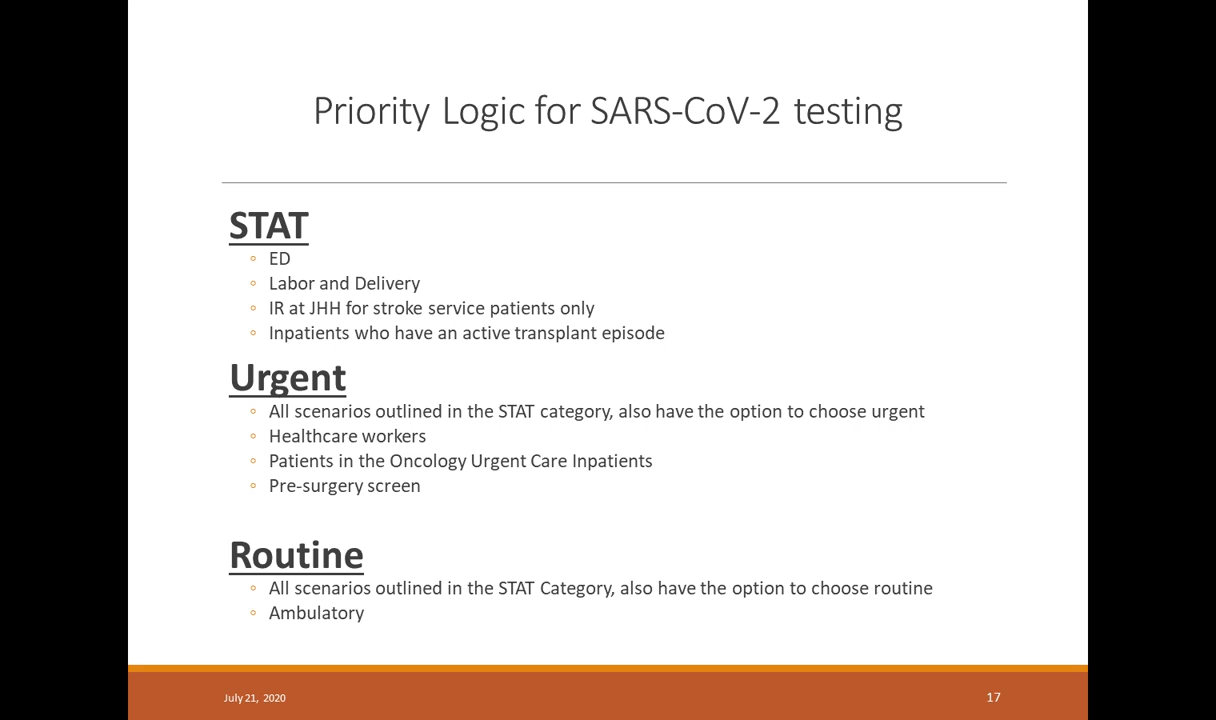 Priority Logic for SARS-CoV-2 testing
STAT
ED
Labor and Delivery
IR at JHH for stroke service patients only
Inpatients who have an active transplant episode
Urgent
All scenarios outlined in the STAT category, also have the option to choose urgent
Healthcare workers
Patients in the Oncology Urgent Care Inpatients
Pre-surgery screen
Routine
All scenarios outlined in the STAT Category, also have the option to choose routine
Ambulatory
July 21, 2020
17